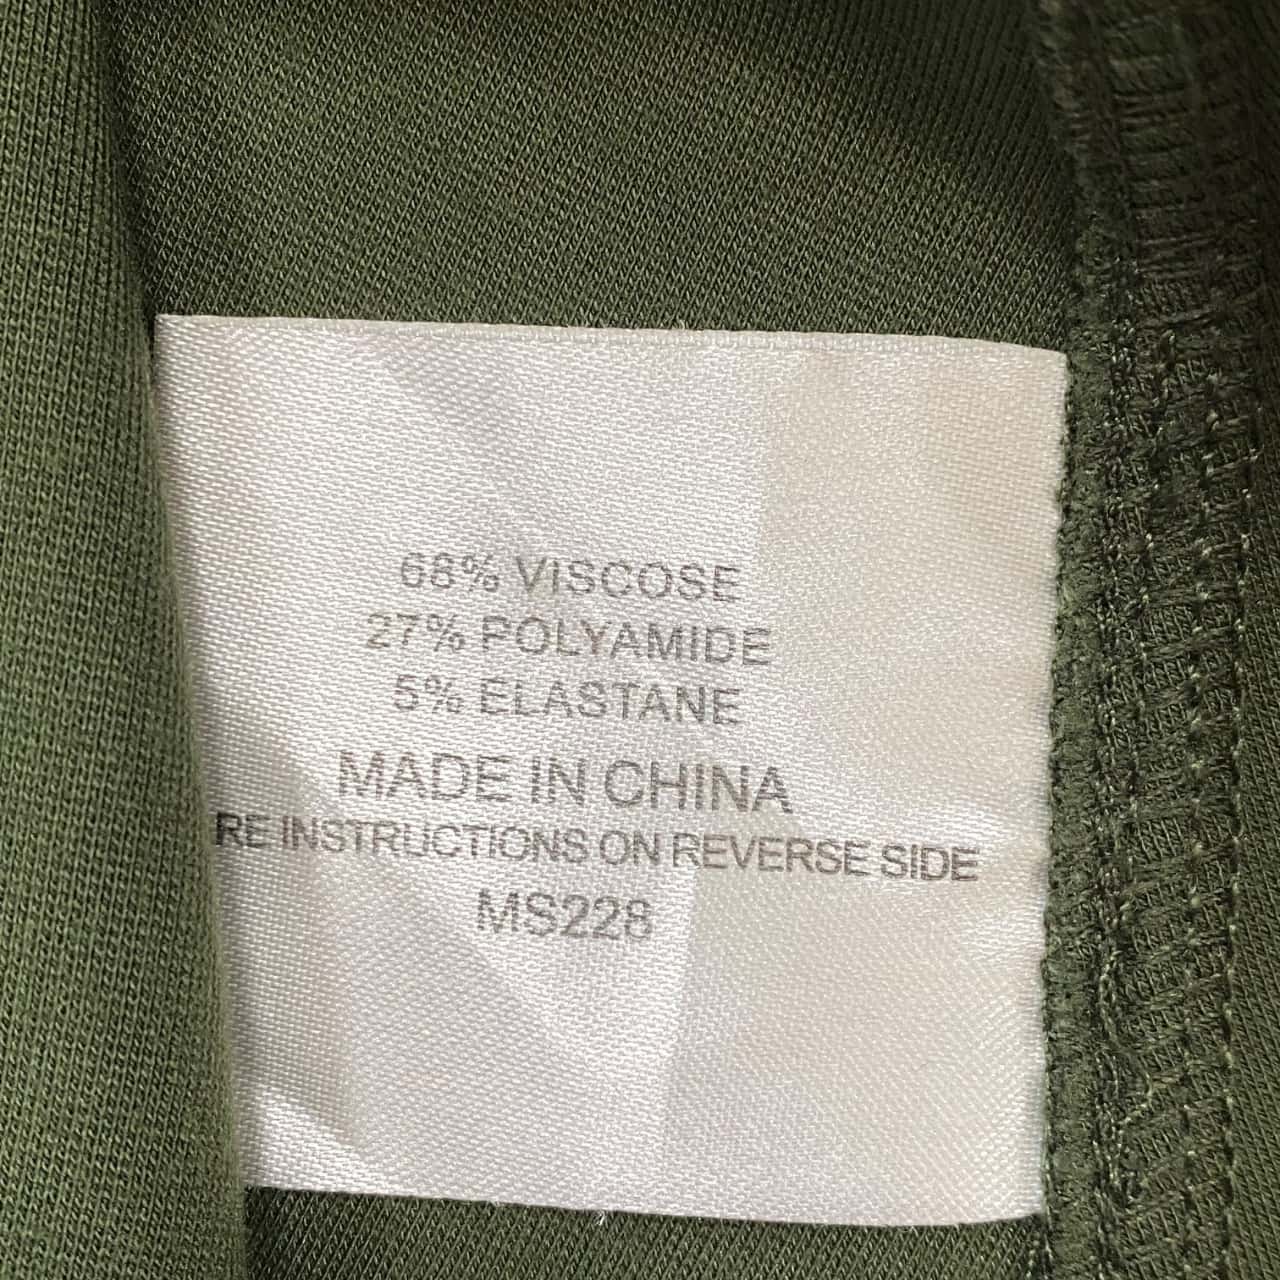 68% VISCOSE
27% POLYAMIDE
5% ELASTANE
MADE IN CHINA
RE INSTRUCTIONS ON REVERSE SIDE
MS228